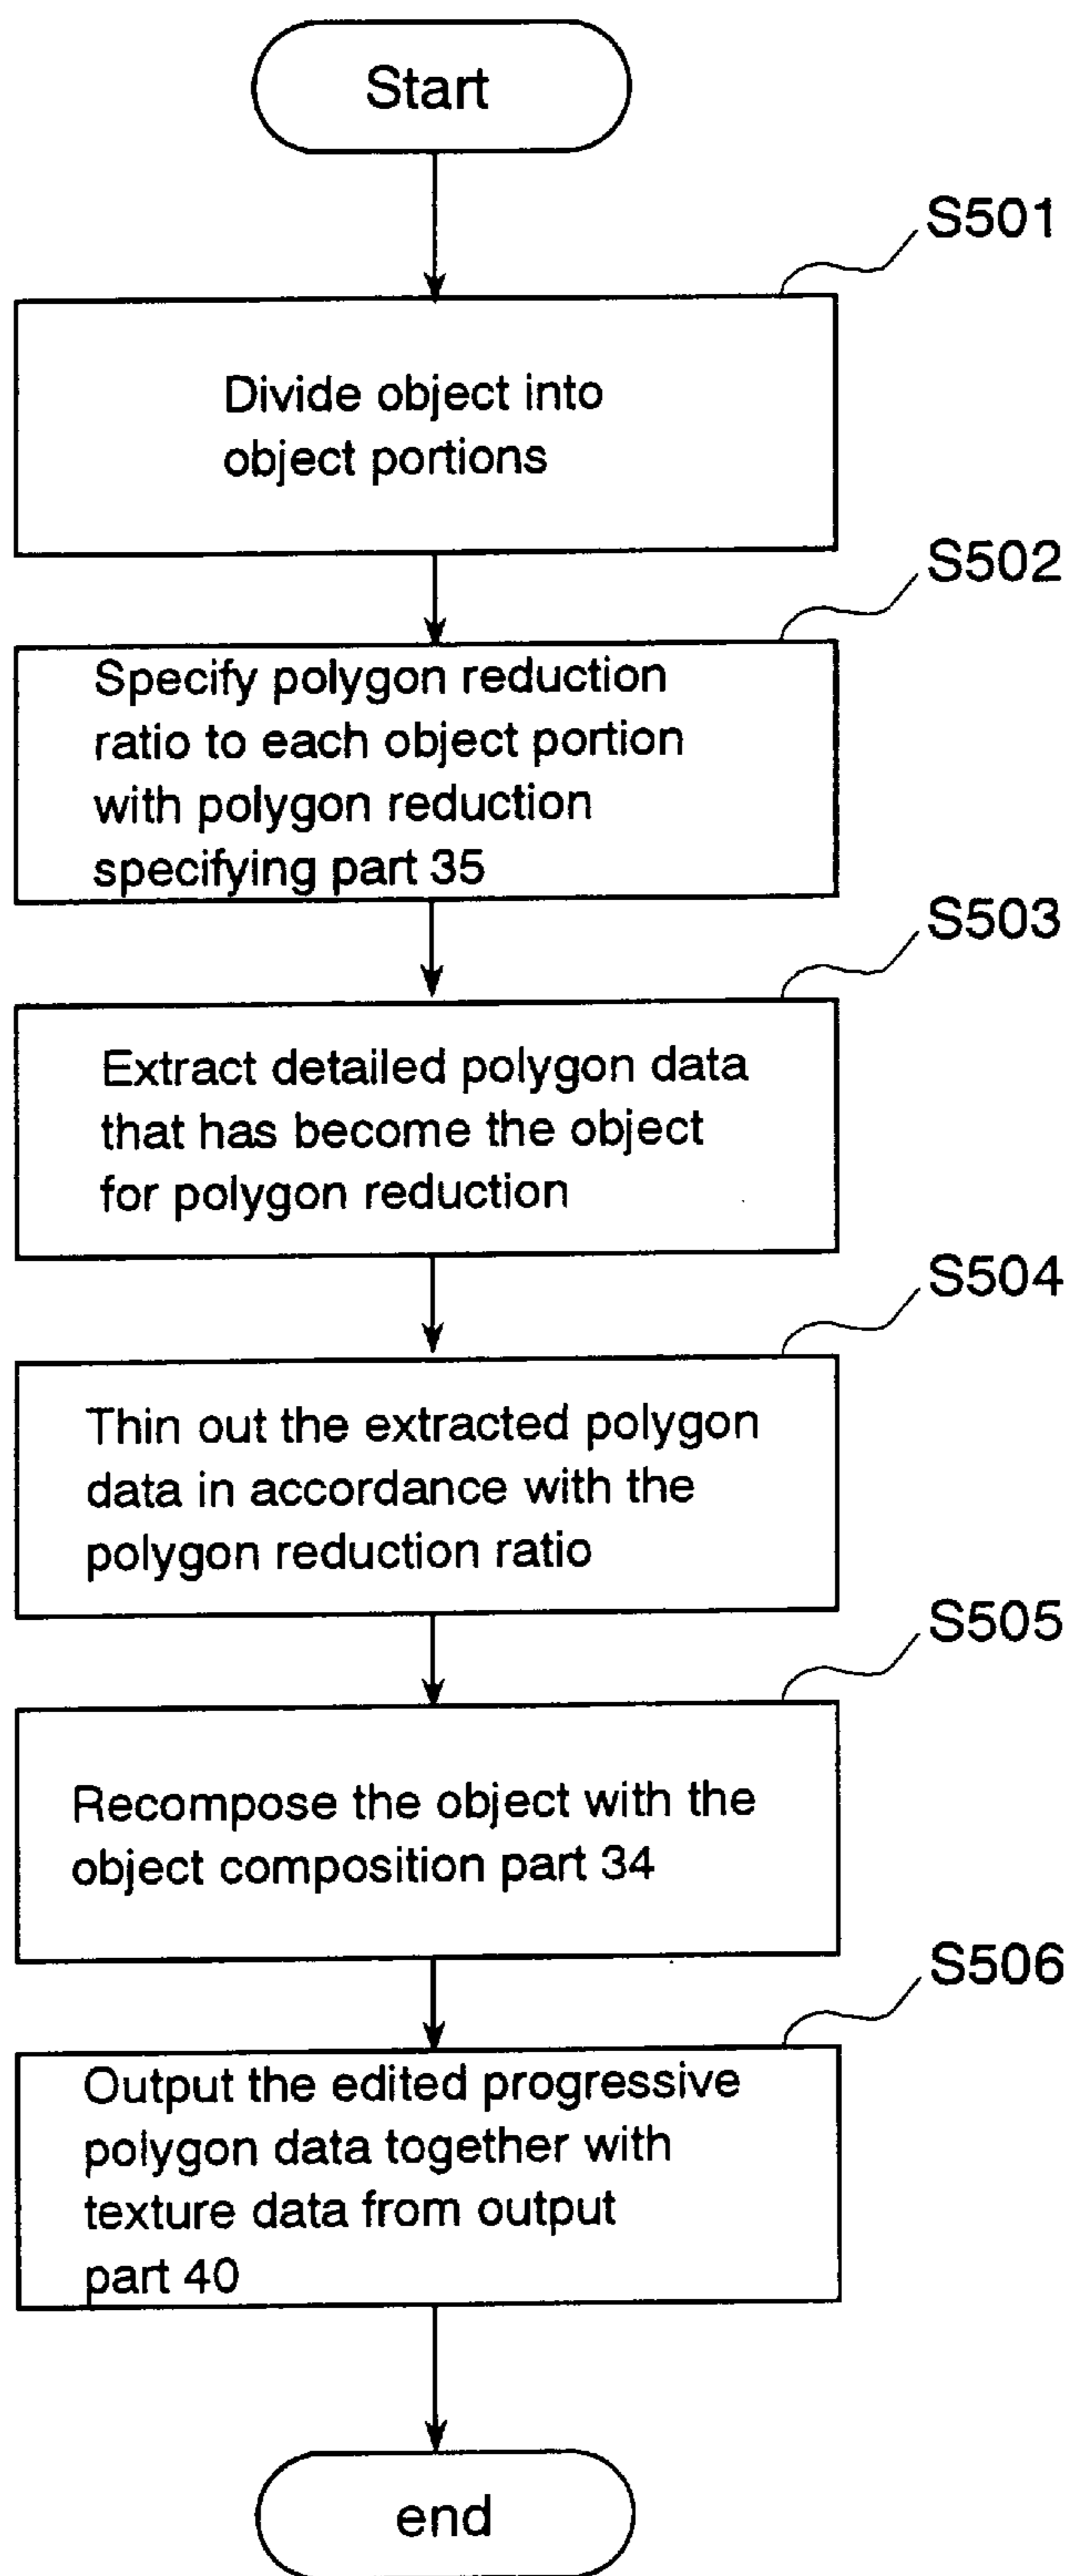 Start
S501
Divide object into
object portions
S502
Specify polygon reduction
ratio to each object portion
with polygon reduction
specifying part 35
S503
Extract detailed polygon data
that has become the object
for polygon reduction
S504
Thin out the extracted polygon
data in accordance with the
polygon reduction ratio
S505
Recompose the object with the
object composition part 34
S506
Output the edited progressive
polygon data together with
texture data from output
part 40
end